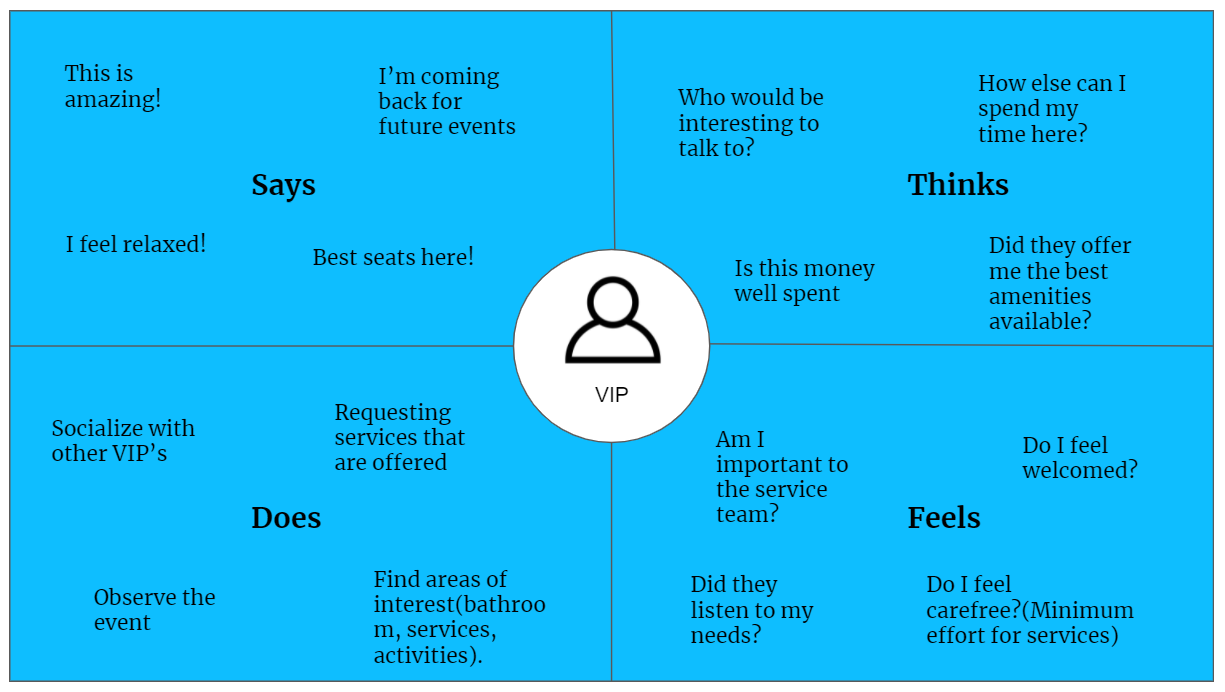 This is
amazing!
I’m coming
back for
future events
Says
I feel relaxed!
Best seats here!
Who would be
interesting to
talk to?
How else can I
spend my
time here?
Thinks
Is this money
well spent
Did they offer
me the best
amenities
available?
VIP
Socialize with
other VIP’s
Requesting
services that
are offered
Does
Observe the
event
Find areas of
interest(bathroo
m, services,
activities).
Am I
important to
the service
team?
Do I feel
welcomed?
Feels
Did they
listen to my
needs?
Do I feel
carefree?(Minimum
effort for services)